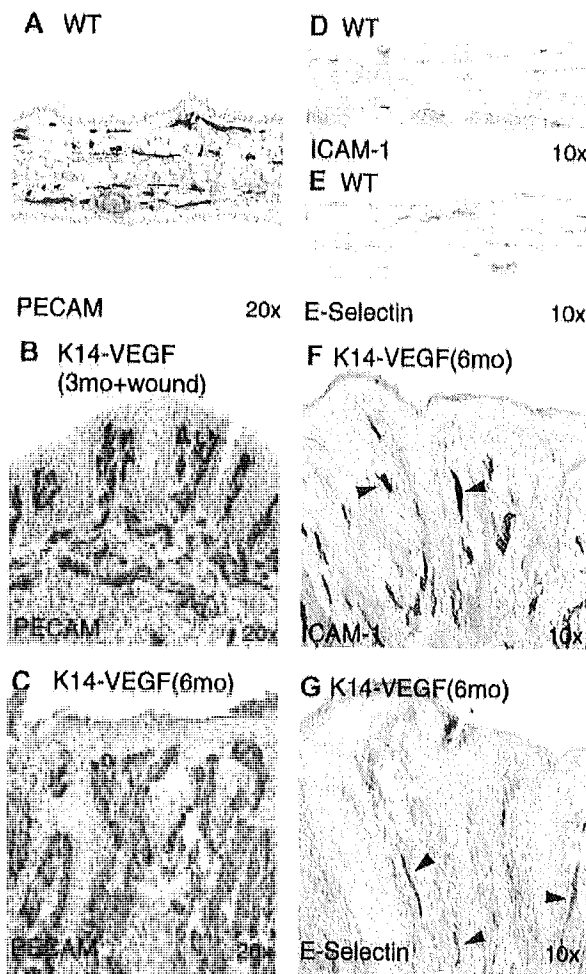 A WT
PECAM 20x
B K14-VEGF
(3mo+wound)
PECAM 20x
C K14-VEGF(6mo)
PECAM 20x
D WT
ICAM-1 10x
E WT
E-Selectin 10x
F K14-VEGF(6mo)
ICAM-1 10x
G K14-VEGF(6mo)
E-Selectin 10x